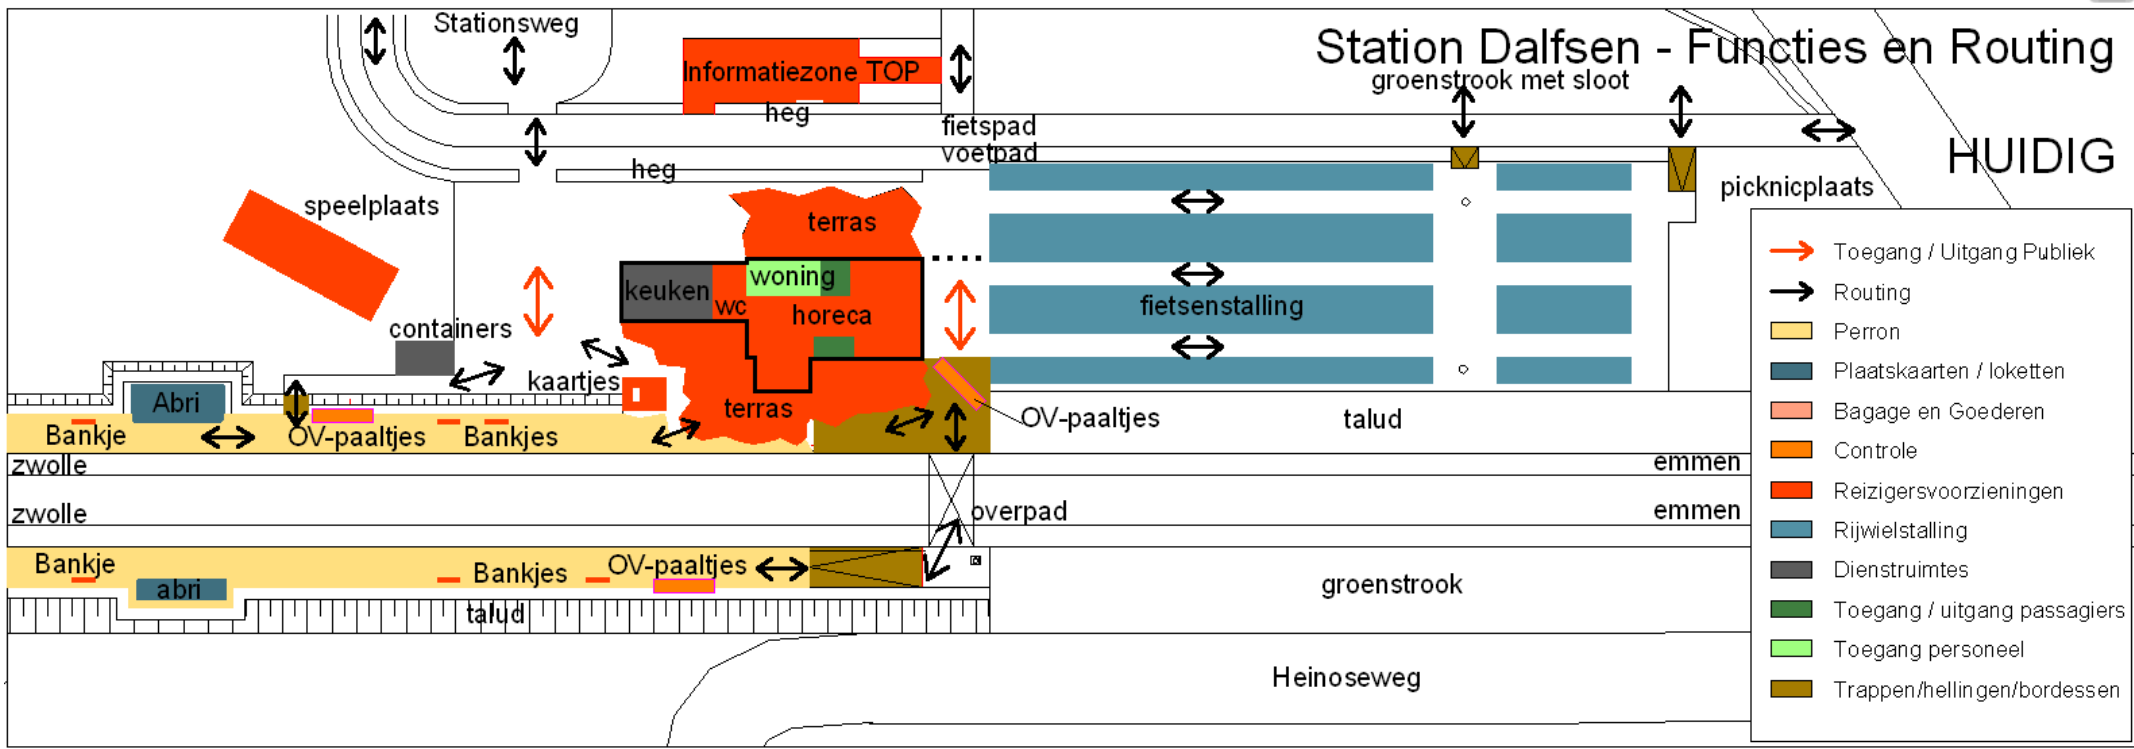 Stationsweg
Station Dalfsen - Functies en Routing
Informatiezone TOP
groenstrook met sloot
heg
fietspad
voetpad
HUIDIG
heg
picknicplaats
speelplaats
terras
woning
keuken
wc
horeca
fietsenstalling
containers
kaartjes
Abri
terras
OV-paaltjes
talud
Bankje
OV-paaltjes
Bankjes
zwolle
emmen
zwolle
overpad
emmen
Bankje
Bankjes
OV-paaltjes
abri
groenstrook
talud
Heinoseweg
Toegang / Uitgang Publiek
Routing
Perron
Plaatskaarten / loketten
Bagage en Goederen
Controle
Reizigersvoorzieningen
Rijwielstalling
Dienstruimtes
Toegang / uitgang passagiers
Toegang personeel
Trappen/hellingen/bordessen